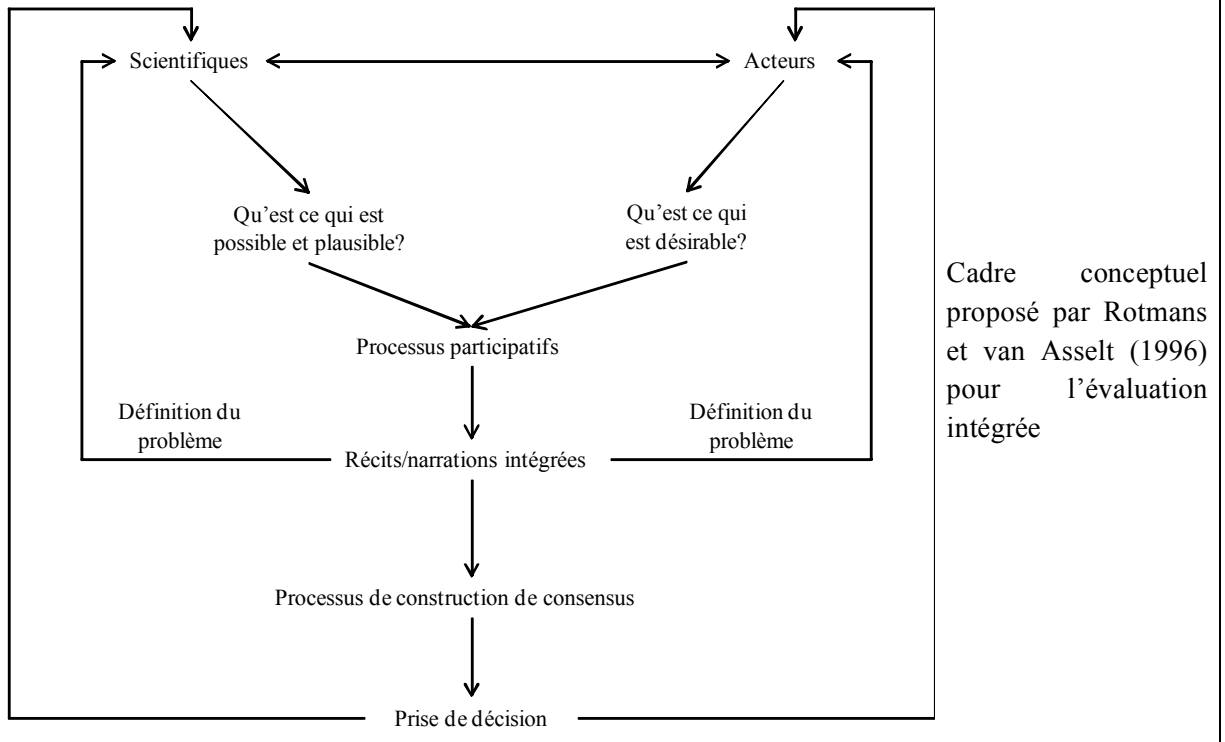 Scientifiques
Acteurs
Qu’est ce qui est
possible et plausible?
Qu’est ce qui
est désirable?
Processus participatifs
Définition du
problème
Définition du
problème
Récits/narrations intégrées
Processus de construction de consensus
Prise de décision
Cadre conceptuel
proposé par Rotmans
et van Asselt (1996)
pour l’évaluation
intégrée